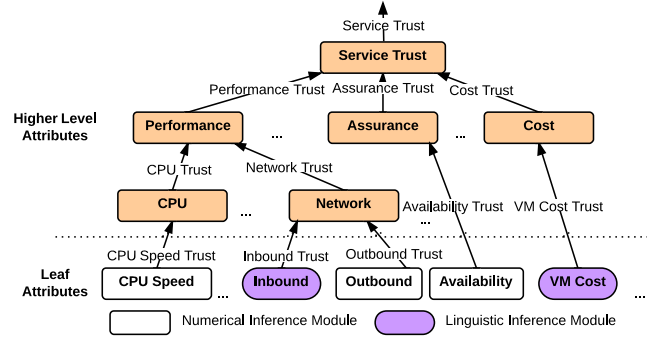 Service Trust
Service Trust
Performance Trust Assurance Trust Cost Trust
Higher Level
Attributes
Performance ... Assurance ... Cost
CPU Trust Network Trust
CPU ... Network ... Availability Trust VM Cost Trust
CPU Speed Trust Inbound Trust Outbound Trust
Leaf
Attributes
CPU Speed ... Inbound Outbound Availability VM Cost ...
Numerical Inference Module Linguistic Inference Module